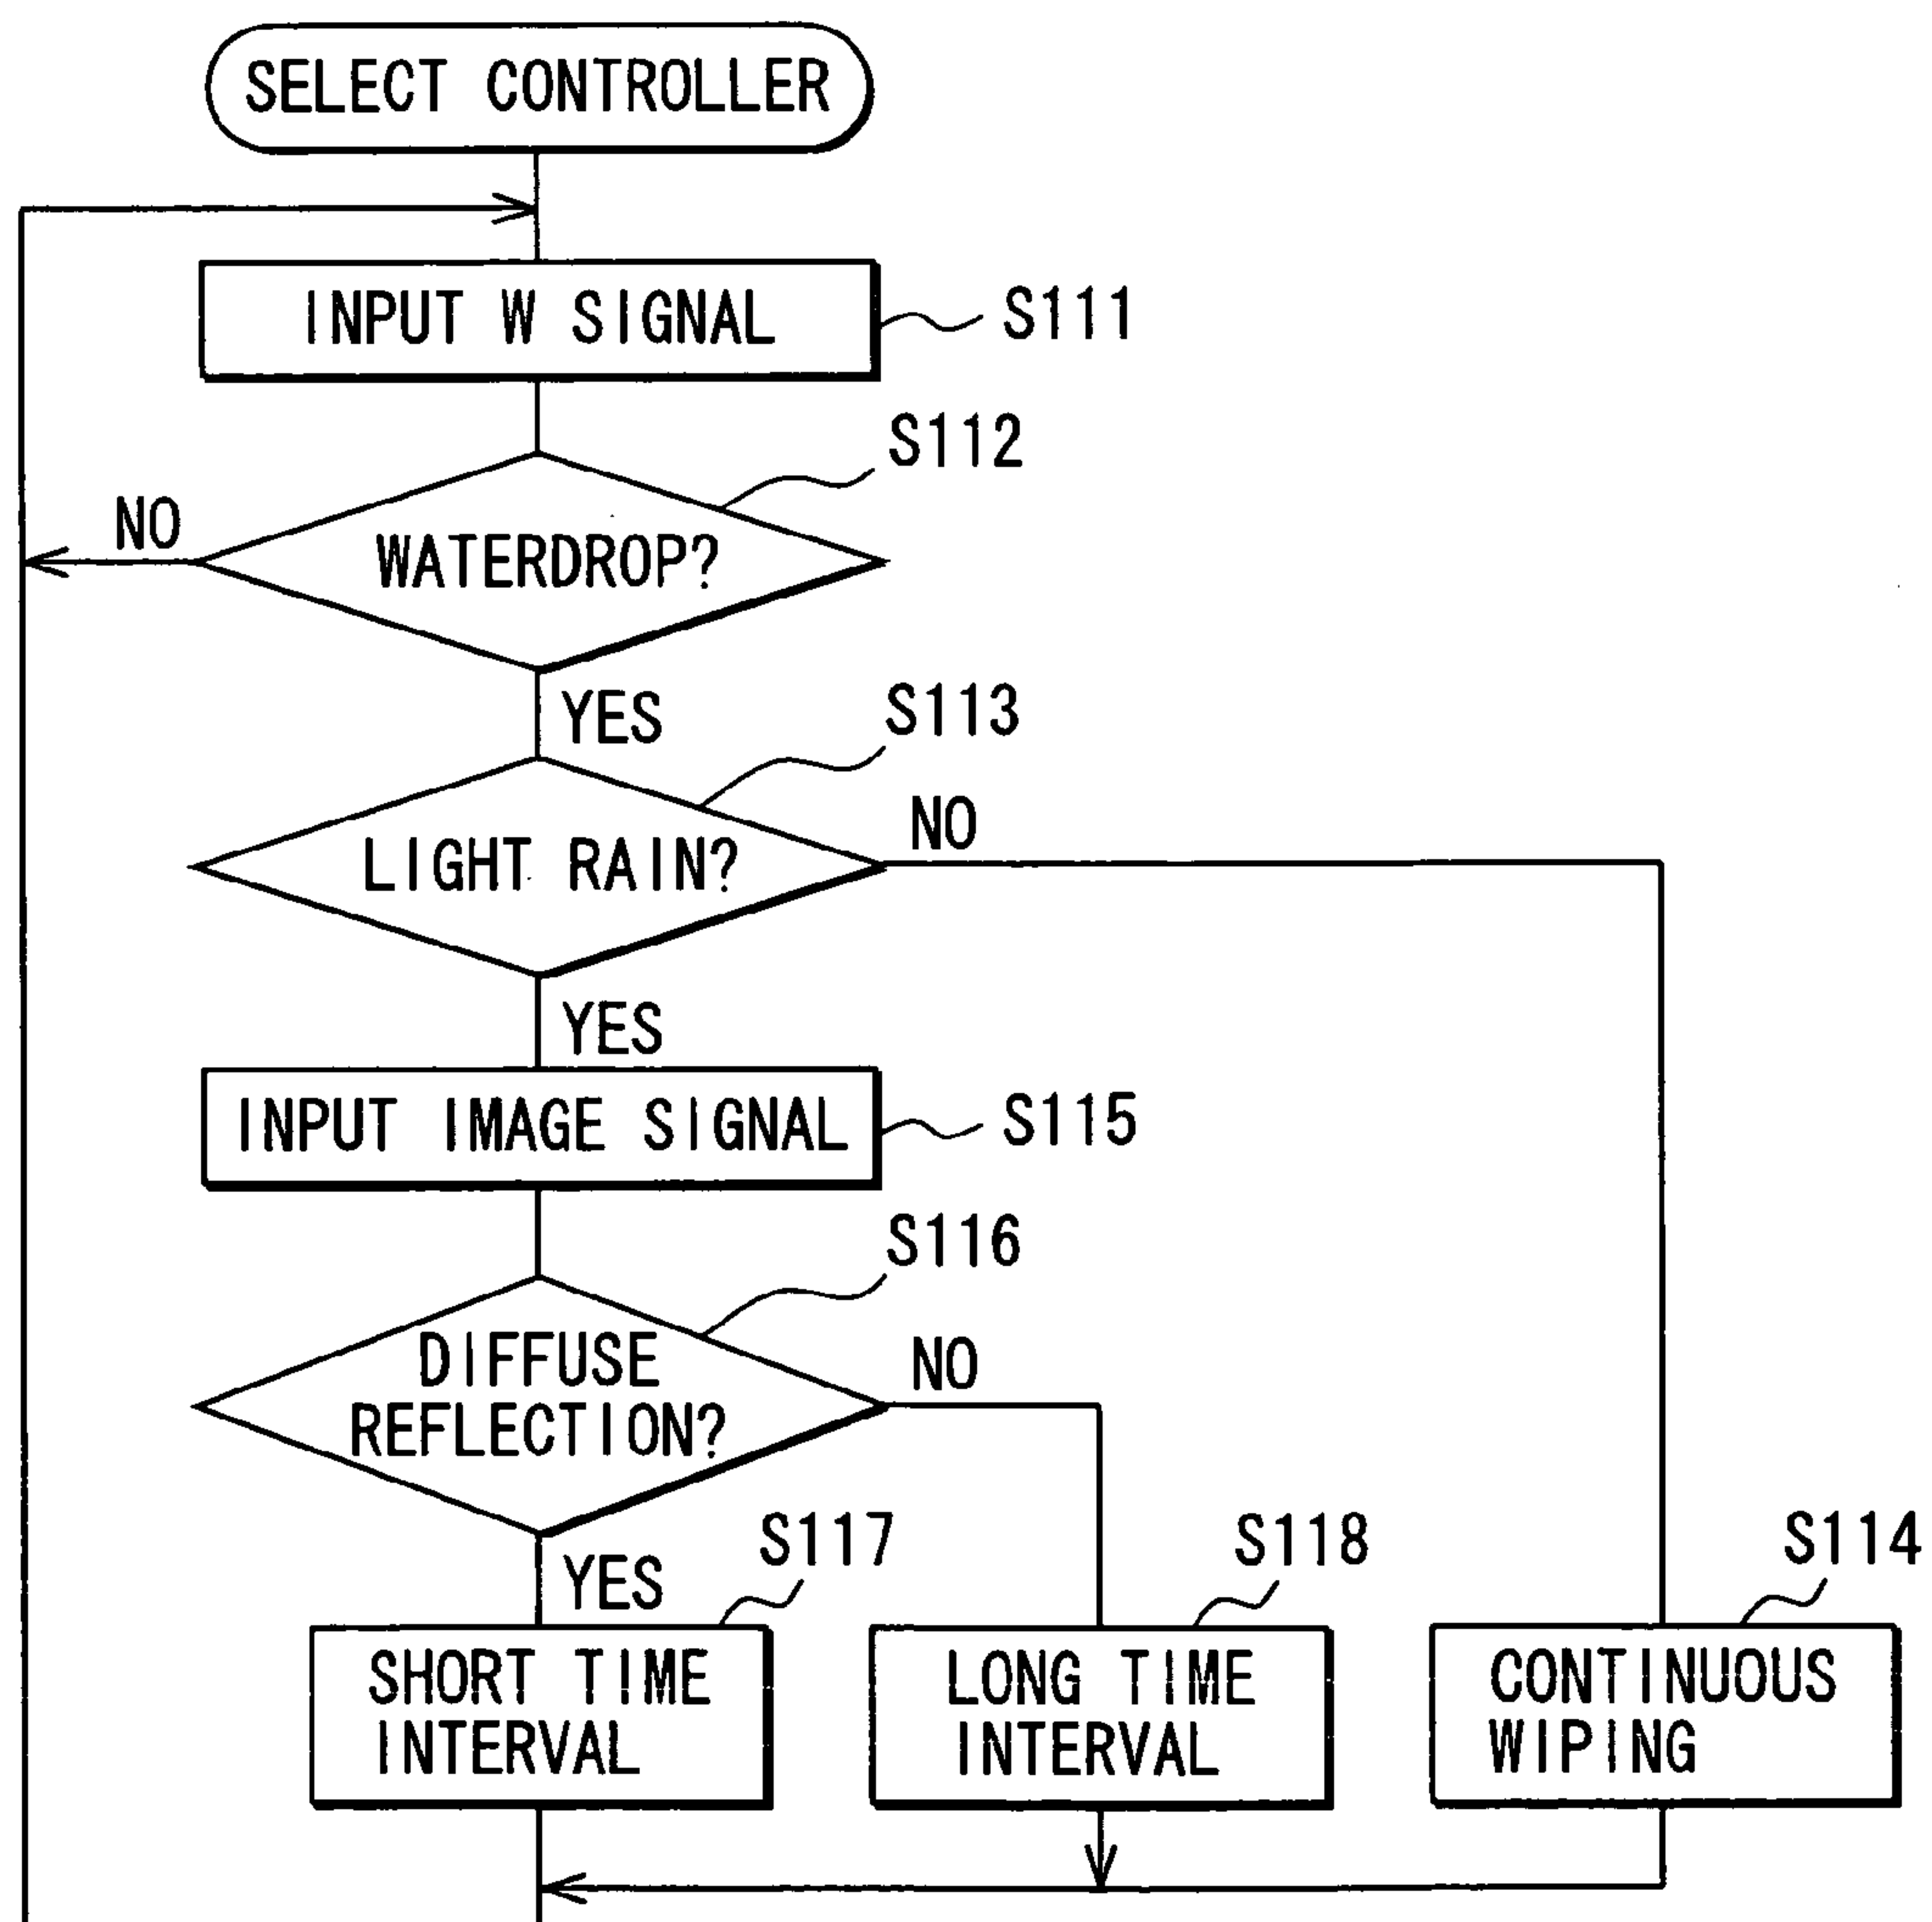 SELECT CONTROLLER
INPUT W SIGNAL
S111
S112
NO
WATERDROP?
YES
S113
NO
LIGHT RAIN?
YES
INPUT IMAGE SIGNAL
S115
S116
NO
DIFFUSE
REFLECTION?
YES
S117
S118
S114
SHORT TIME
INTERVAL
LONG TIME
INTERVAL
CONTINUOUS
WIPING